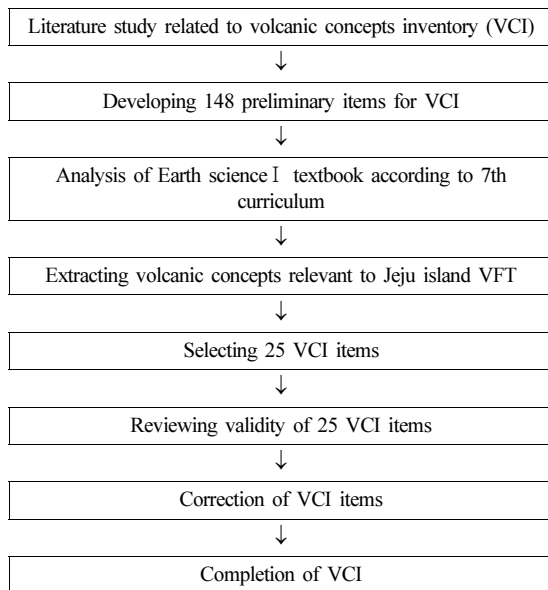 Literature study related to volcanic concepts inventory (VCI)
↓
Developing 148 preliminary items for VCI
↓
Analysis of Earth scienceⅠ textbook according to 7th
curriculum
↓
Extracting volcanic concepts relevant to Jeju island VFT
↓
Selecting 25 VCI items
↓
Reviewing validity of 25 VCI items
↓
Correction of VCI items
↓
Completion of VCI